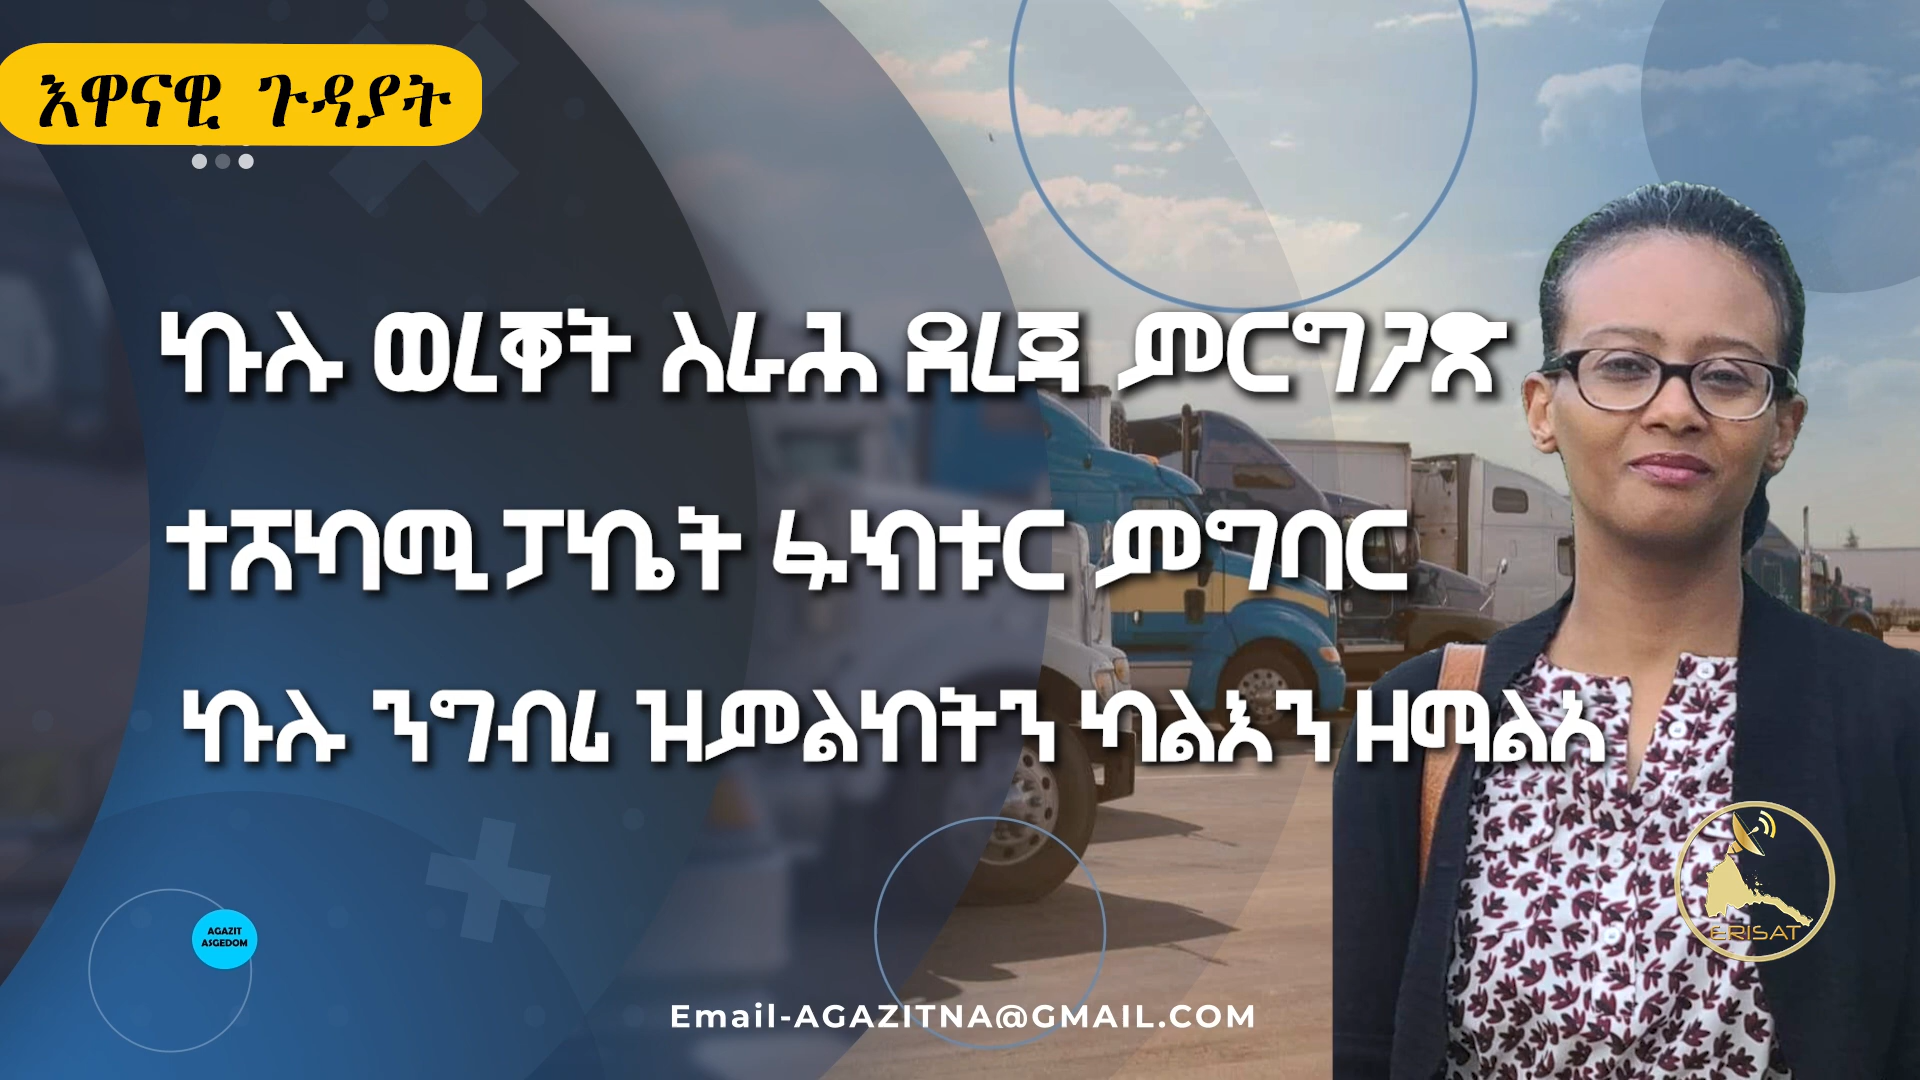 እዋናዊ ጉዳያት
ኩሉ ወረቐት ስራሕ ደረጃ ምርግጋጽ
ተሸካሚ ፓኬት ፋክቱር ምግባር
ኩሉ ንግብሪ ዝምልከትን ካልእን ዘማልአ
AGAZIT
ASGEDOM
ERISAT
Email-AGAZITNA@GMAIL.COM